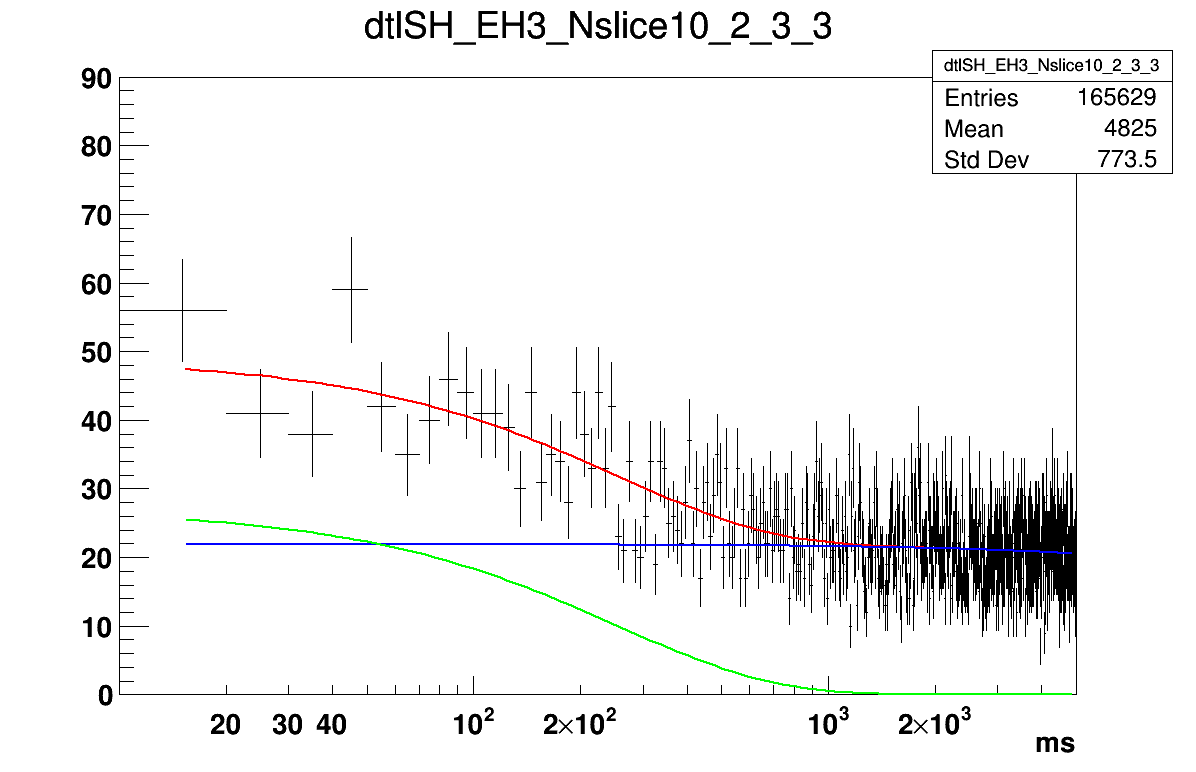 dtlSH_EH3_Nslice10_2_3_3
dtlSH_EH3_Nslice10_2_3_3
Entries 165629
Mean 4825
Std Dev 773.5
90
80
70
60
50
40
30
20
10
0
20 30 40 10² 2×10² 10³ 2×10³
ms